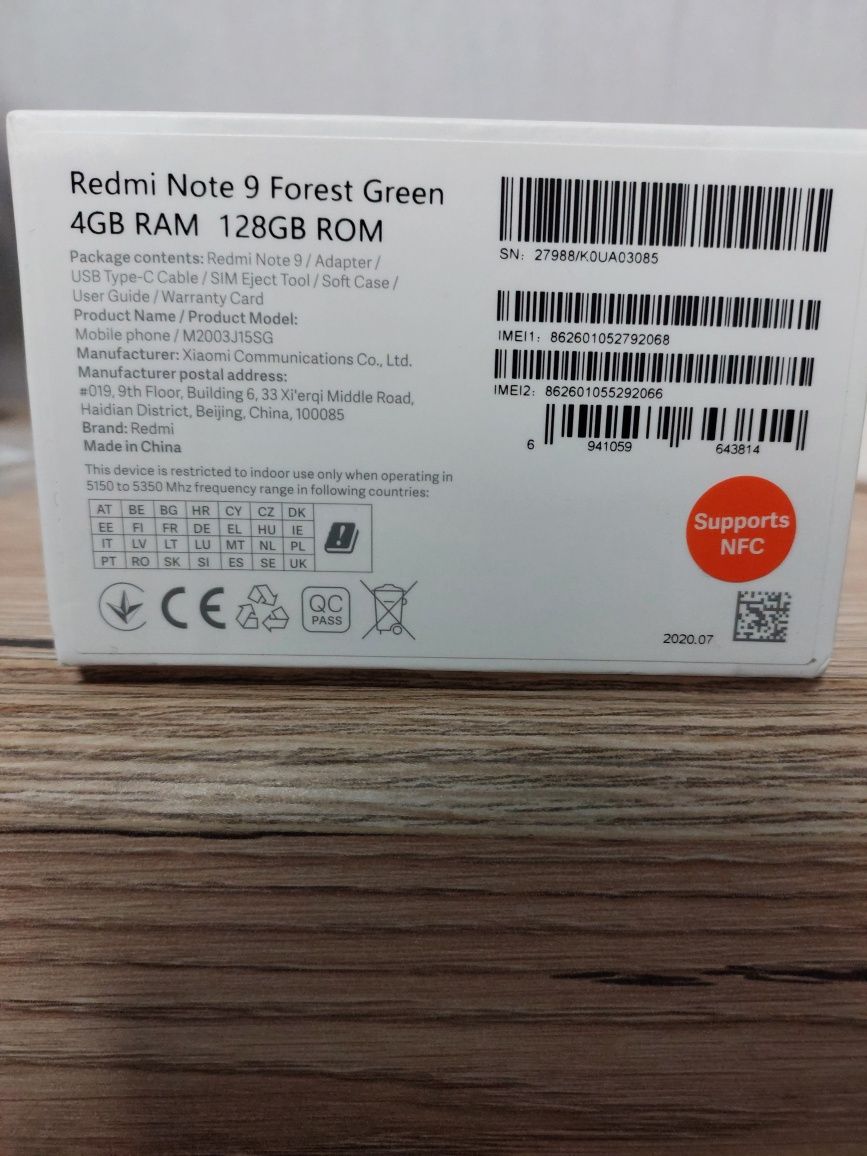 Redmi Note 9 Forest Green
4GB RAM 128GB ROM
Package contents: Redmi Note 9 / Adapter /
USB Type-C Cable / SIM Eject Tool / Soft Case /
User Guide / Warranty Card
Product Name / Product Model:
Mobile phone / M2003J15SG
Manufacturer: Xiaomi Communications Co., Ltd.
Manufacturer postal address:
#019, 9th Floor, Building 6, 33 Xi'erqi Middle Road,
Haidian District, Beijing, China, 100085
Brand: Redmi
Made in China
This device is restricted to indoor use only when operating in
5150 to 5350 Mhz frequency range in following countries:
AT BE BG HR CY CZ DK
EE FI FR DE EL HU IE
IT LV LT LU MT NL PL
PT RO SK SI ES SE UK
CE
QC
PASS
SN: 27988/K0UA03085
IMEI1: 862601052792068
IMEI2: 862601055292066
6 941059 643814
Supports
NFC
2020.07